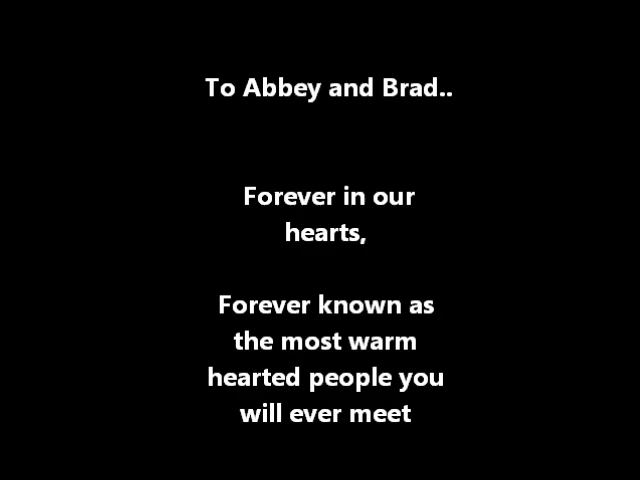 To Abbey and Brad..
Forever in our
hearts,
Forever known as
the most warm
hearted people you
will ever meet